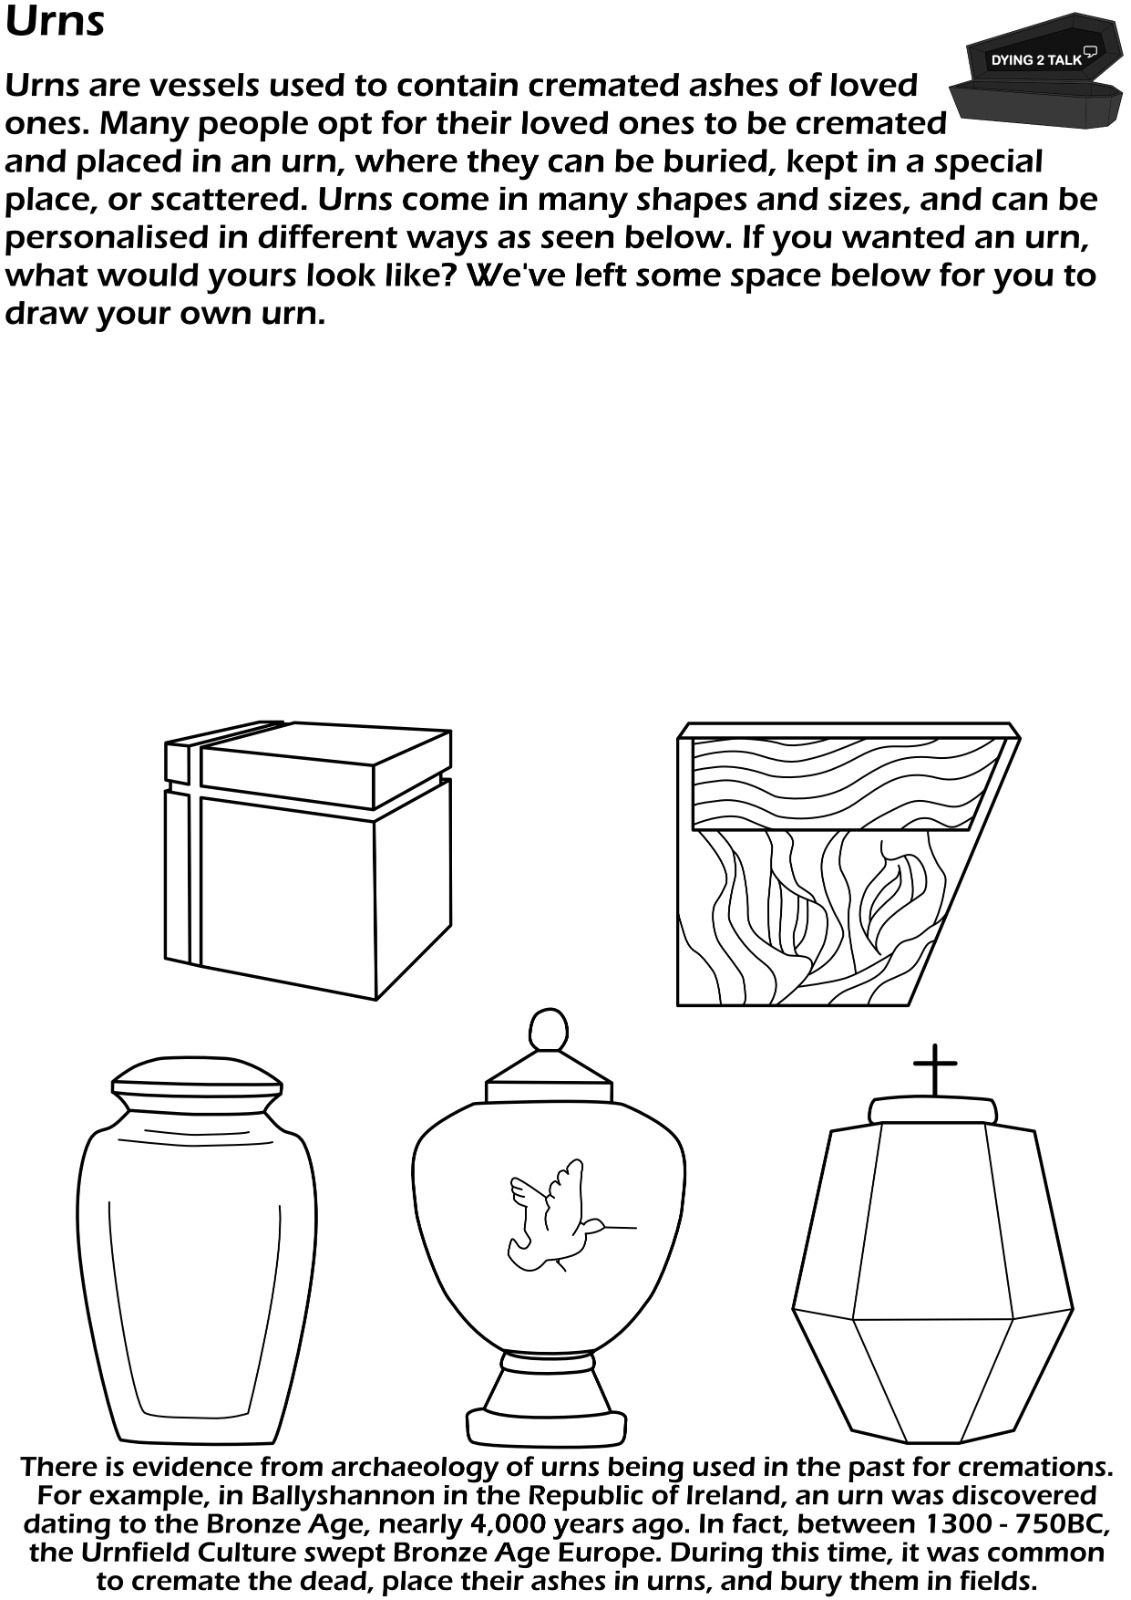 Urns
DYING 2 TALK
Urns are vessels used to contain cremated ashes of loved
ones. Many people opt for their loved ones to be cremated
and placed in an urn, where they can be buried, kept in a special
place, or scattered. Urns come in many shapes and sizes, and can be
personalised in different ways as seen below. If you wanted an urn,
what would yours look like? We've left some space below for you to
draw your own urn.
There is evidence from archaeology of urns being used in the past for cremations.
For example, in Ballyshannon in the Republic of Ireland, an urn was discovered
dating to the Bronze Age, nearly 4,000 years ago. In fact, between 1300 - 750BC,
the Urnfield Culture swept Bronze Age Europe. During this time, it was common
to cremate the dead, place their ashes in urns, and bury them in fields.